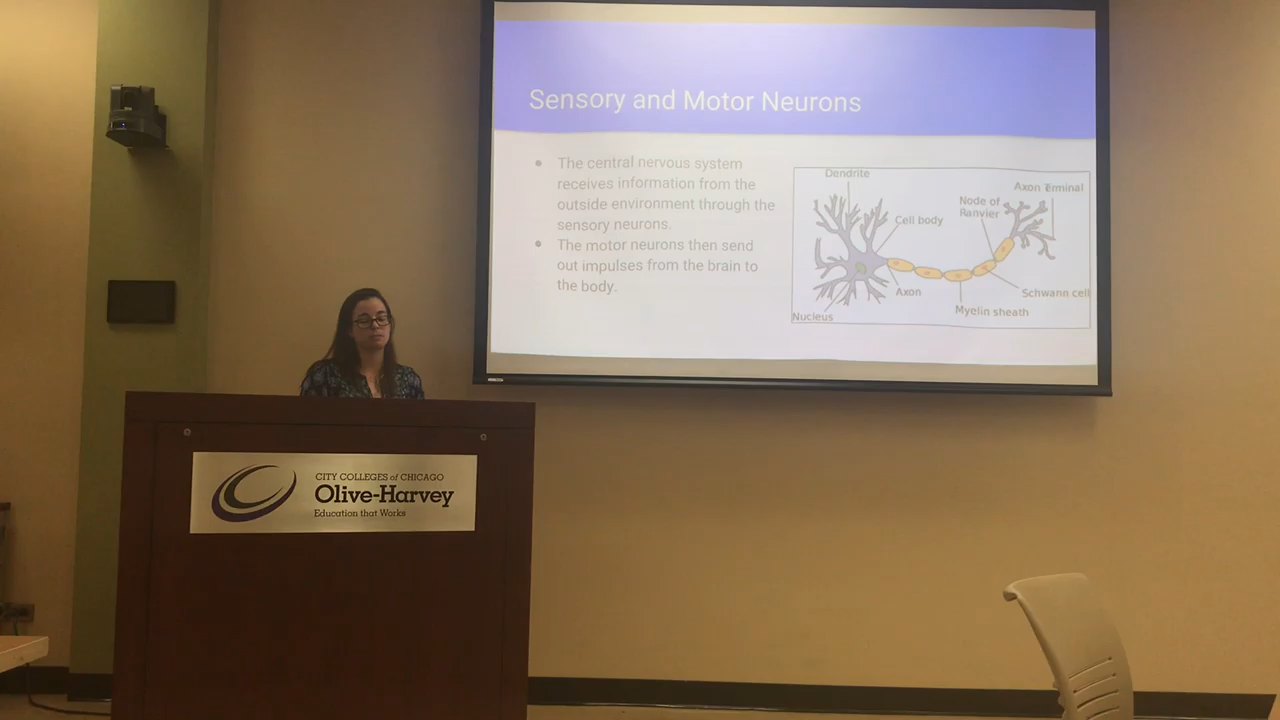 Sensory and Motor Neurons
● The central nervous system
receives information from the
outside environment through the
sensory neurons.
● The motor neurons then send
out impulses from the brain to
the body.
Dendrite
Axon Terminal
Node of
Ranvier
Cell body
Axon
Schwann cell
Myelin sheath
Nucleus
CITY COLLEGES of CHICAGO
Olive-Harvey
Education that Works